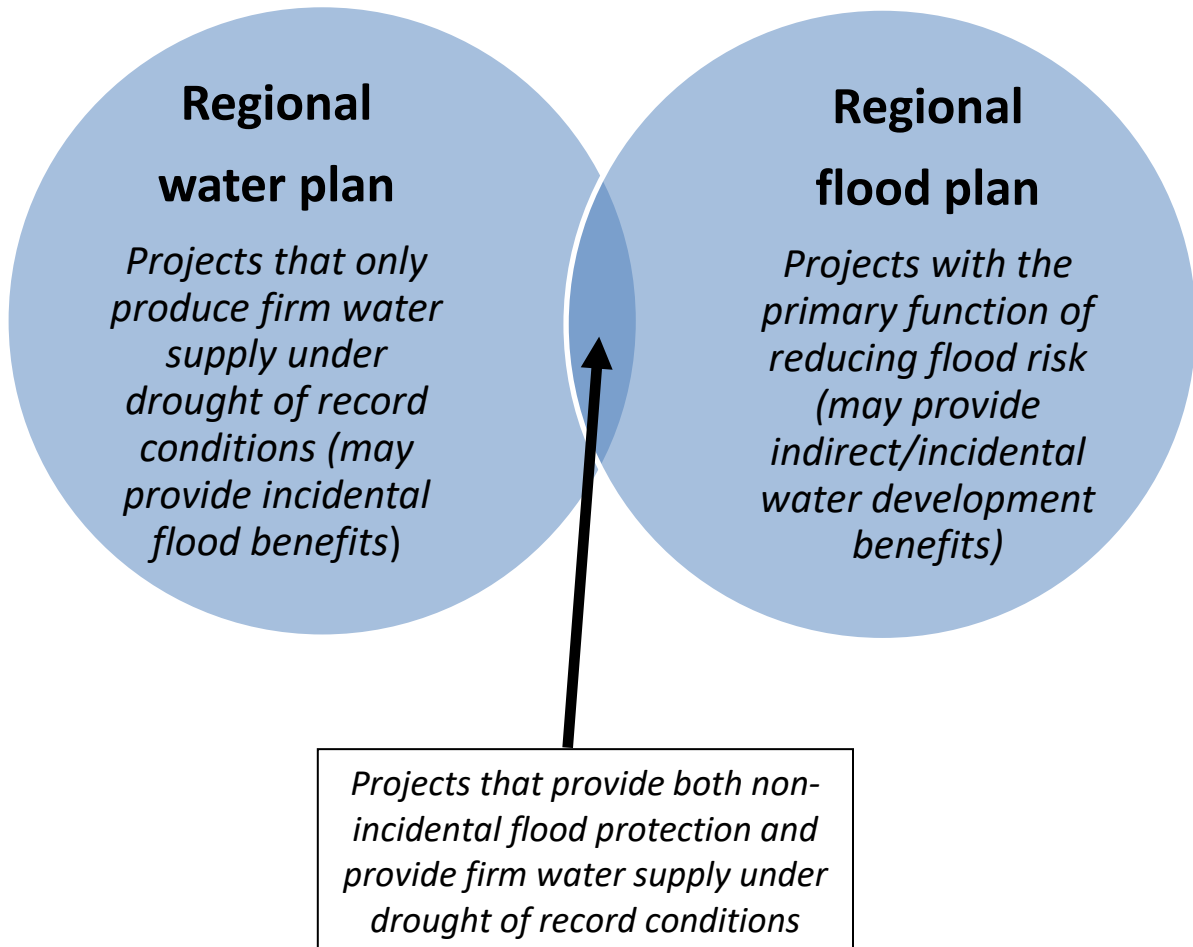 Regional
water plan
Projects that only
produce firm water
supply under
drought of record
conditions (may
provide incidental
flood benefits)
Regional
flood plan
Projects with the
primary function of
reducing flood risk
(may provide
indirect/incidental
water development
benefits)
Projects that provide both non-
incidental flood protection and
provide firm water supply under
drought of record conditions